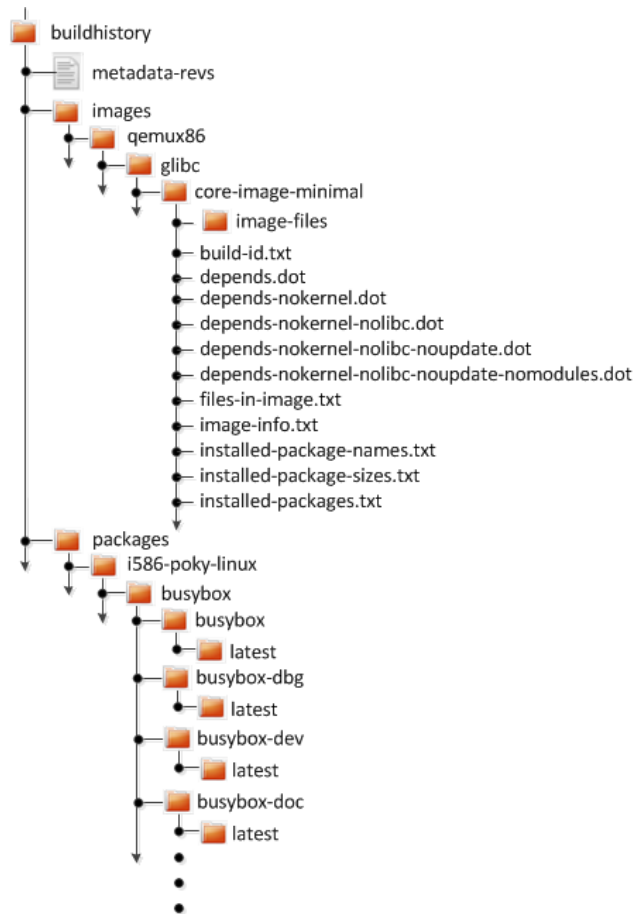 buildhistory
metadata-revs
images
qemux86
glibc
core-image-minimal
image-files
build-id.txt
depends.dot
depends-nokernel.dot
depends-nokernel-nolibc.dot
depends-nokernel-nolibc-noupdate.dot
depends-nokernel-nolibc-noupdate-nomodules.dot
files-in-image.txt
image-info.txt
installed-package-names.txt
installed-package-sizes.txt
installed-packages.txt
packages
i586-poky-linux
busybox
busybox
latest
busybox-dbg
latest
busybox-dev
latest
busybox-doc
latest